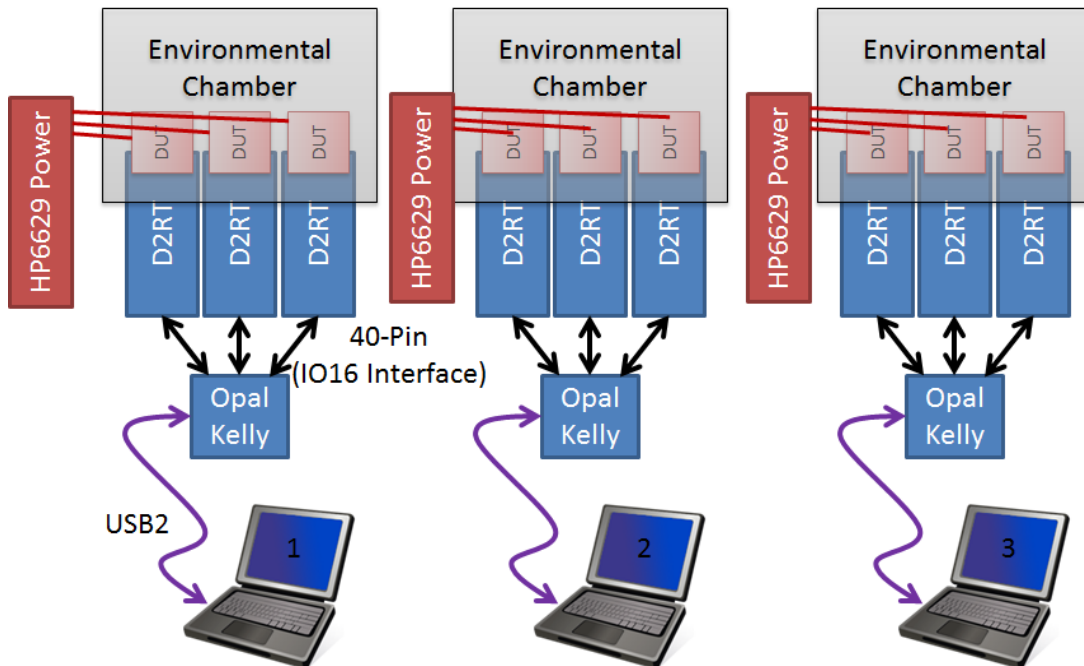 Environmental
Chamber
HP6629 Power
DUT
DUT
DUT
D2RT
D2RT
D2RT
40-Pin
(IO16 Interface)
Opal
Kelly
USB2
1
Environmental
Chamber
HP6629 Power
DUT
DUT
DUT
D2RT
D2RT
D2RT
Opal
Kelly
2
Environmental
Chamber
HP6629 Power
DUT
DUT
DUT
D2RT
D2RT
D2RT
Opal
Kelly
3